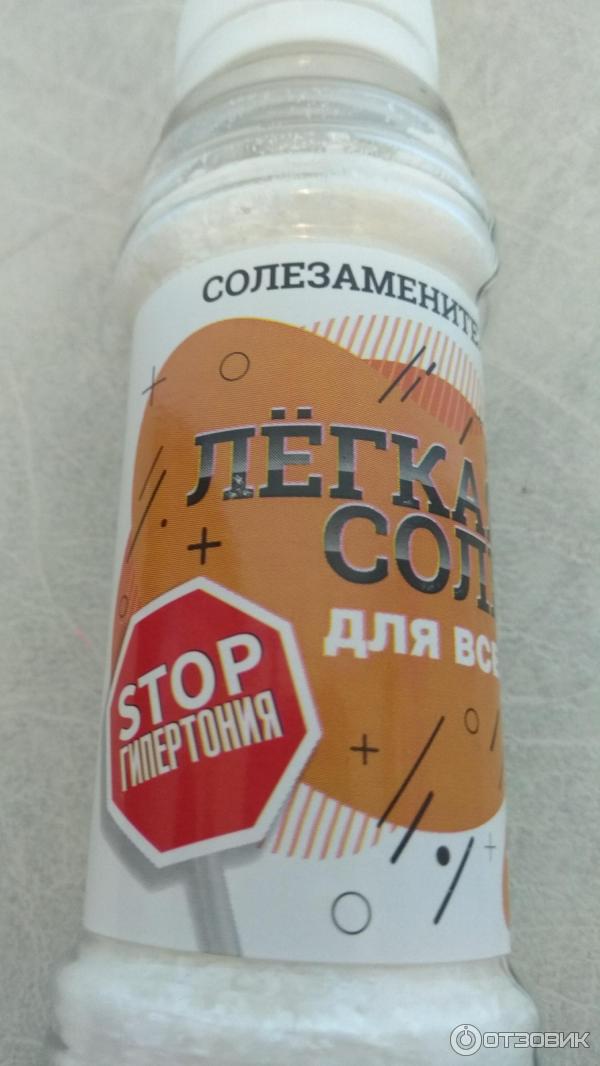 СОЛЕЗАМЕНИТЕ
ЛЁГКА
СОЛ
ДЛЯ ВСЕ
STOP
ГИПЕРТОНИЯ
ОТЗОВИК